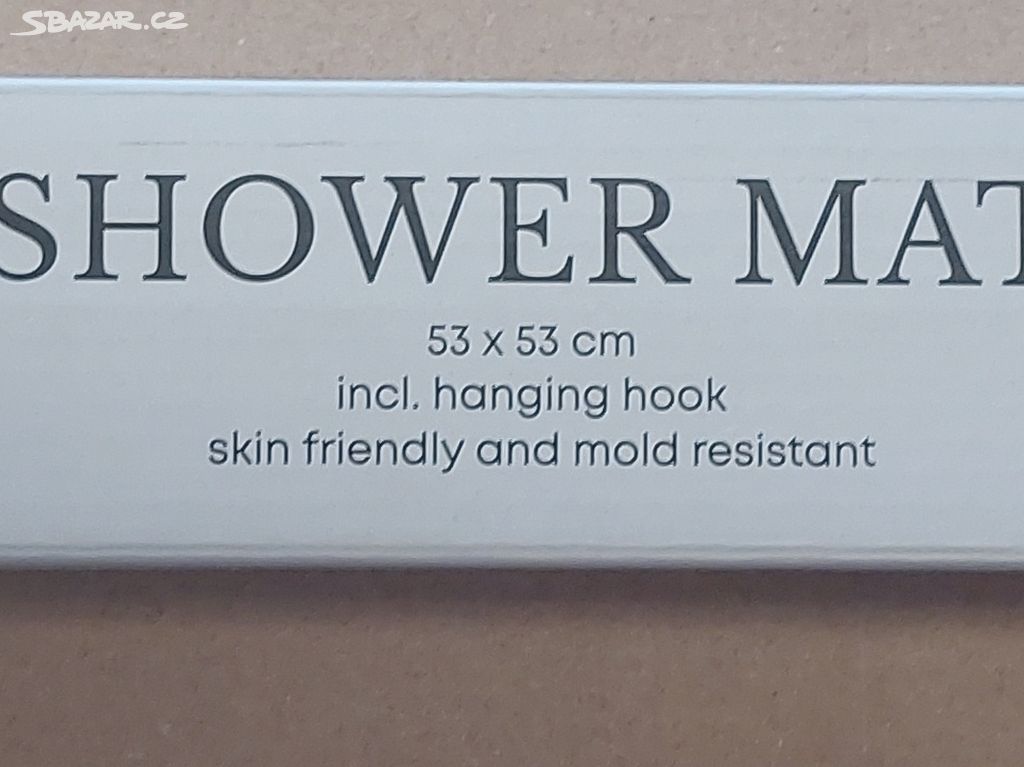 SBAZAR.CZ
SHOWER MAT
53 x 53 cm
incl. hanging hook
skin friendly and mold resistant